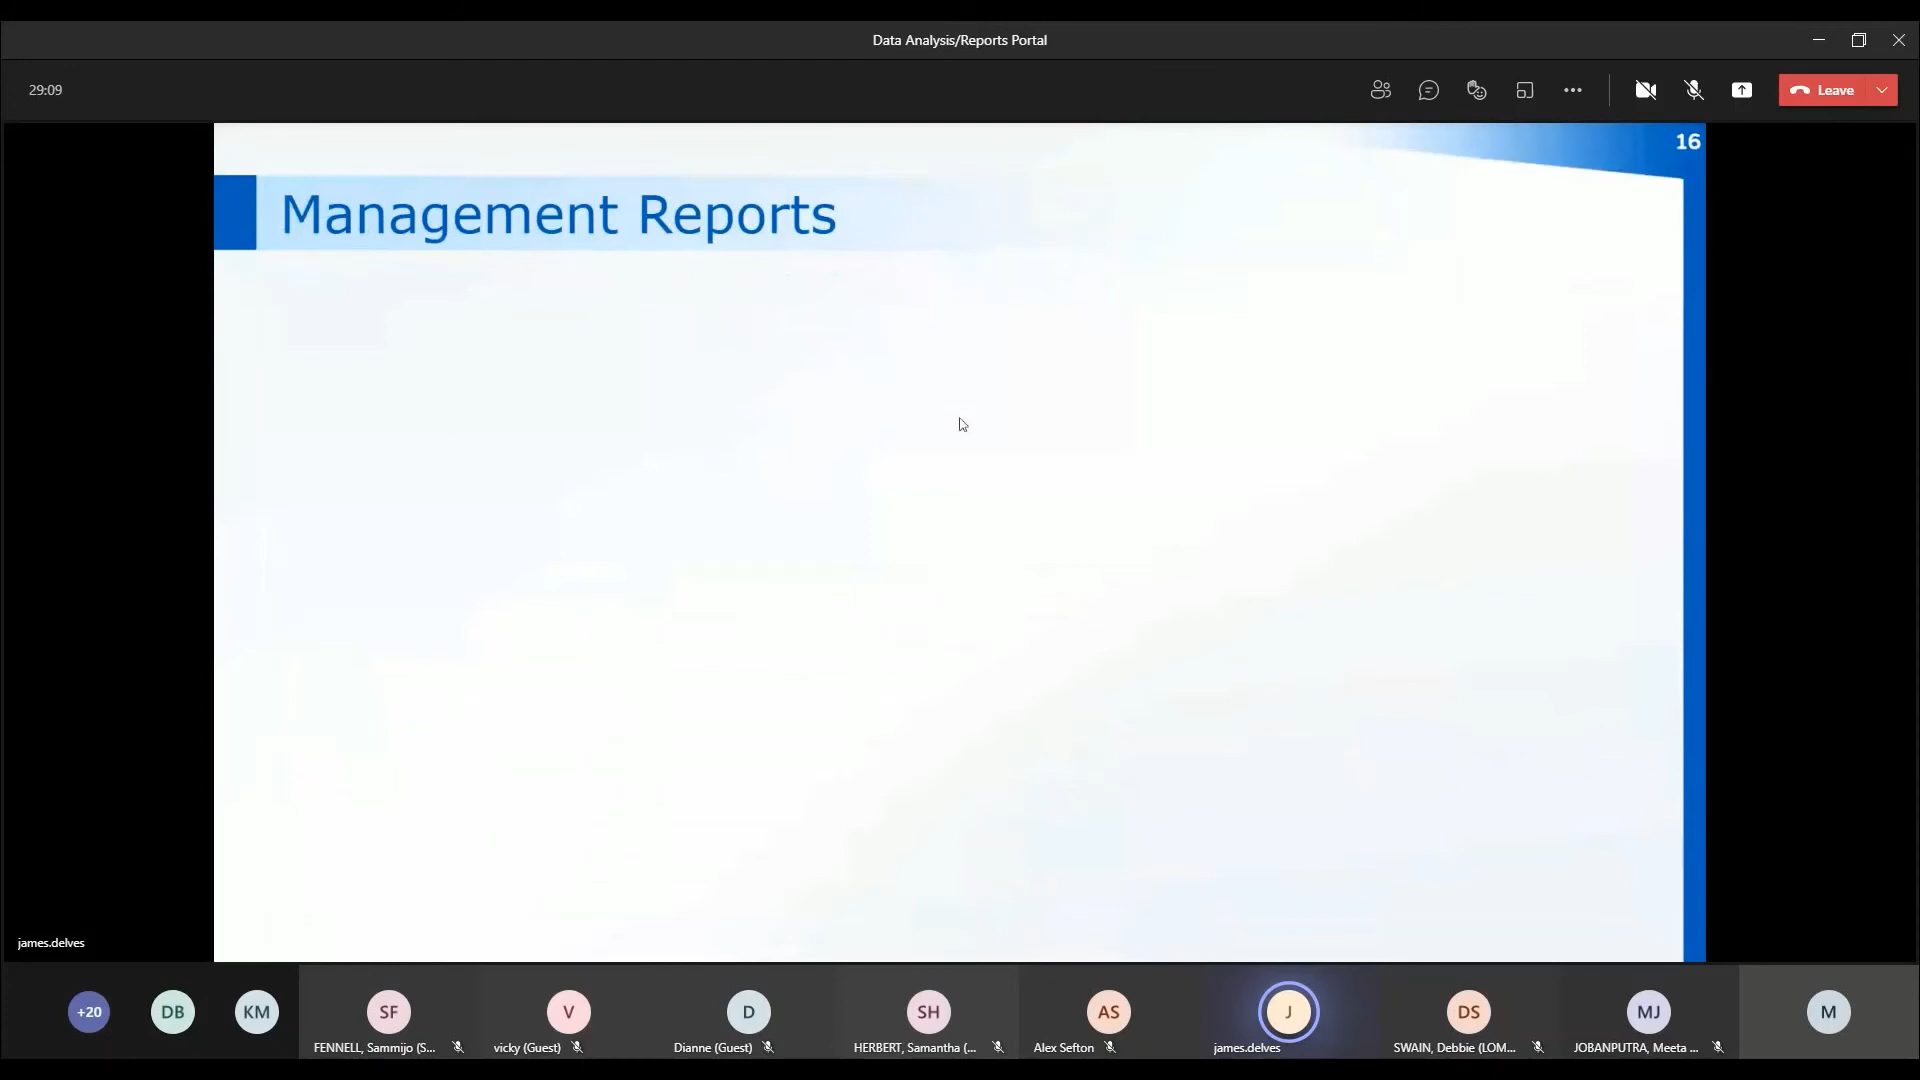 Data Analysis/Reports Portal
29:09
Leave
16
Management Reports
james.delves
+20
DB
KM
SF
V
D
SH
AS
J
DS
MJ
M
FENNELL, Sammijo (S...
vicky (Guest)
Dianne (Guest)
HERBERT, Samantha (...
Alex Sefton
james.delves
SWAIN, Debbie (LOM...
JOBANPUTRA, Meeta ...